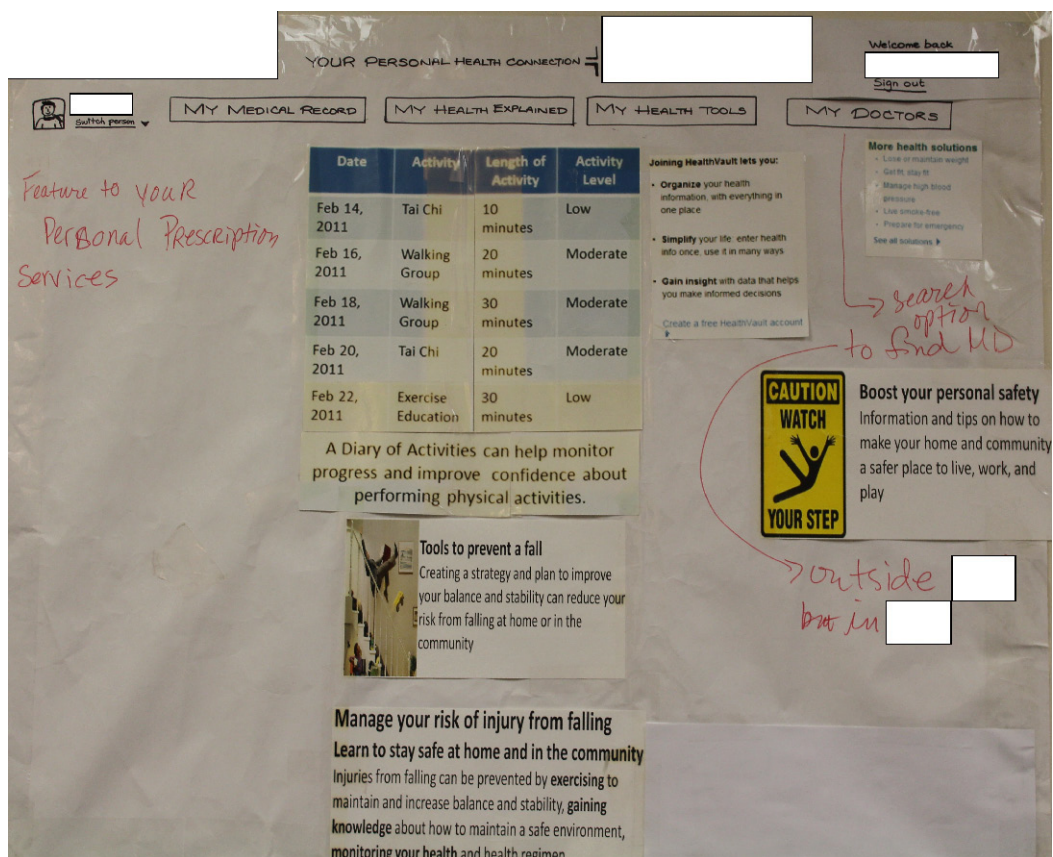 YOUR PERSONAL HEALTH CONNECTION
Welcome back
Sign out
Switch person
MY MEDICAL RECORD
MY HEALTH EXPLAINED
MY HEALTH TOOLS
MY DOCTORS
Feature to youR
Personal Prescription
Services
Date Activity Length of Activity Activity Level
Feb 14, 2011 Tai Chi 10 minutes Low
Feb 16, 2011 Walking Group 20 minutes Moderate
Feb 18, 2011 Walking Group 30 minutes Moderate
Feb 20, 2011 Tai Chi 20 minutes Moderate
Feb 22, 2011 Exercise Education 30 minutes Low
A Diary of Activities can help monitor
progress and improve confidence about
performing physical activities.
Joining HealthVault lets you:
• Organize your health
information, with everything in
one place
• Simplify your life enter health
info once, use it in many ways
• Gain insight with data that helps
you make informed decisions
Create a free HealthVault account
More health solutions
• Lose or maintain weight
• Get fit, stay fit
• Manage high blood
pressure
• Live smoke-free
• Prepare for emergency
See all solutions
search
option
to find MD
CAUTION
WATCH
YOUR STEP
Boost your personal safety
Information and tips on how to
make your home and community
a safer place to live, work, and
play
outside
but in
Tools to prevent a fall
Creating a strategy and plan to improve
your balance and stability can reduce your
risk from falling at home or in the
community
Manage your risk of injury from falling
Learn to stay safe at home and in the community
Injuries from falling can be prevented by exercising to
maintain and increase balance and stability, gaining
knowledge about how to maintain a safe environment,
monitoring your health and health regimen